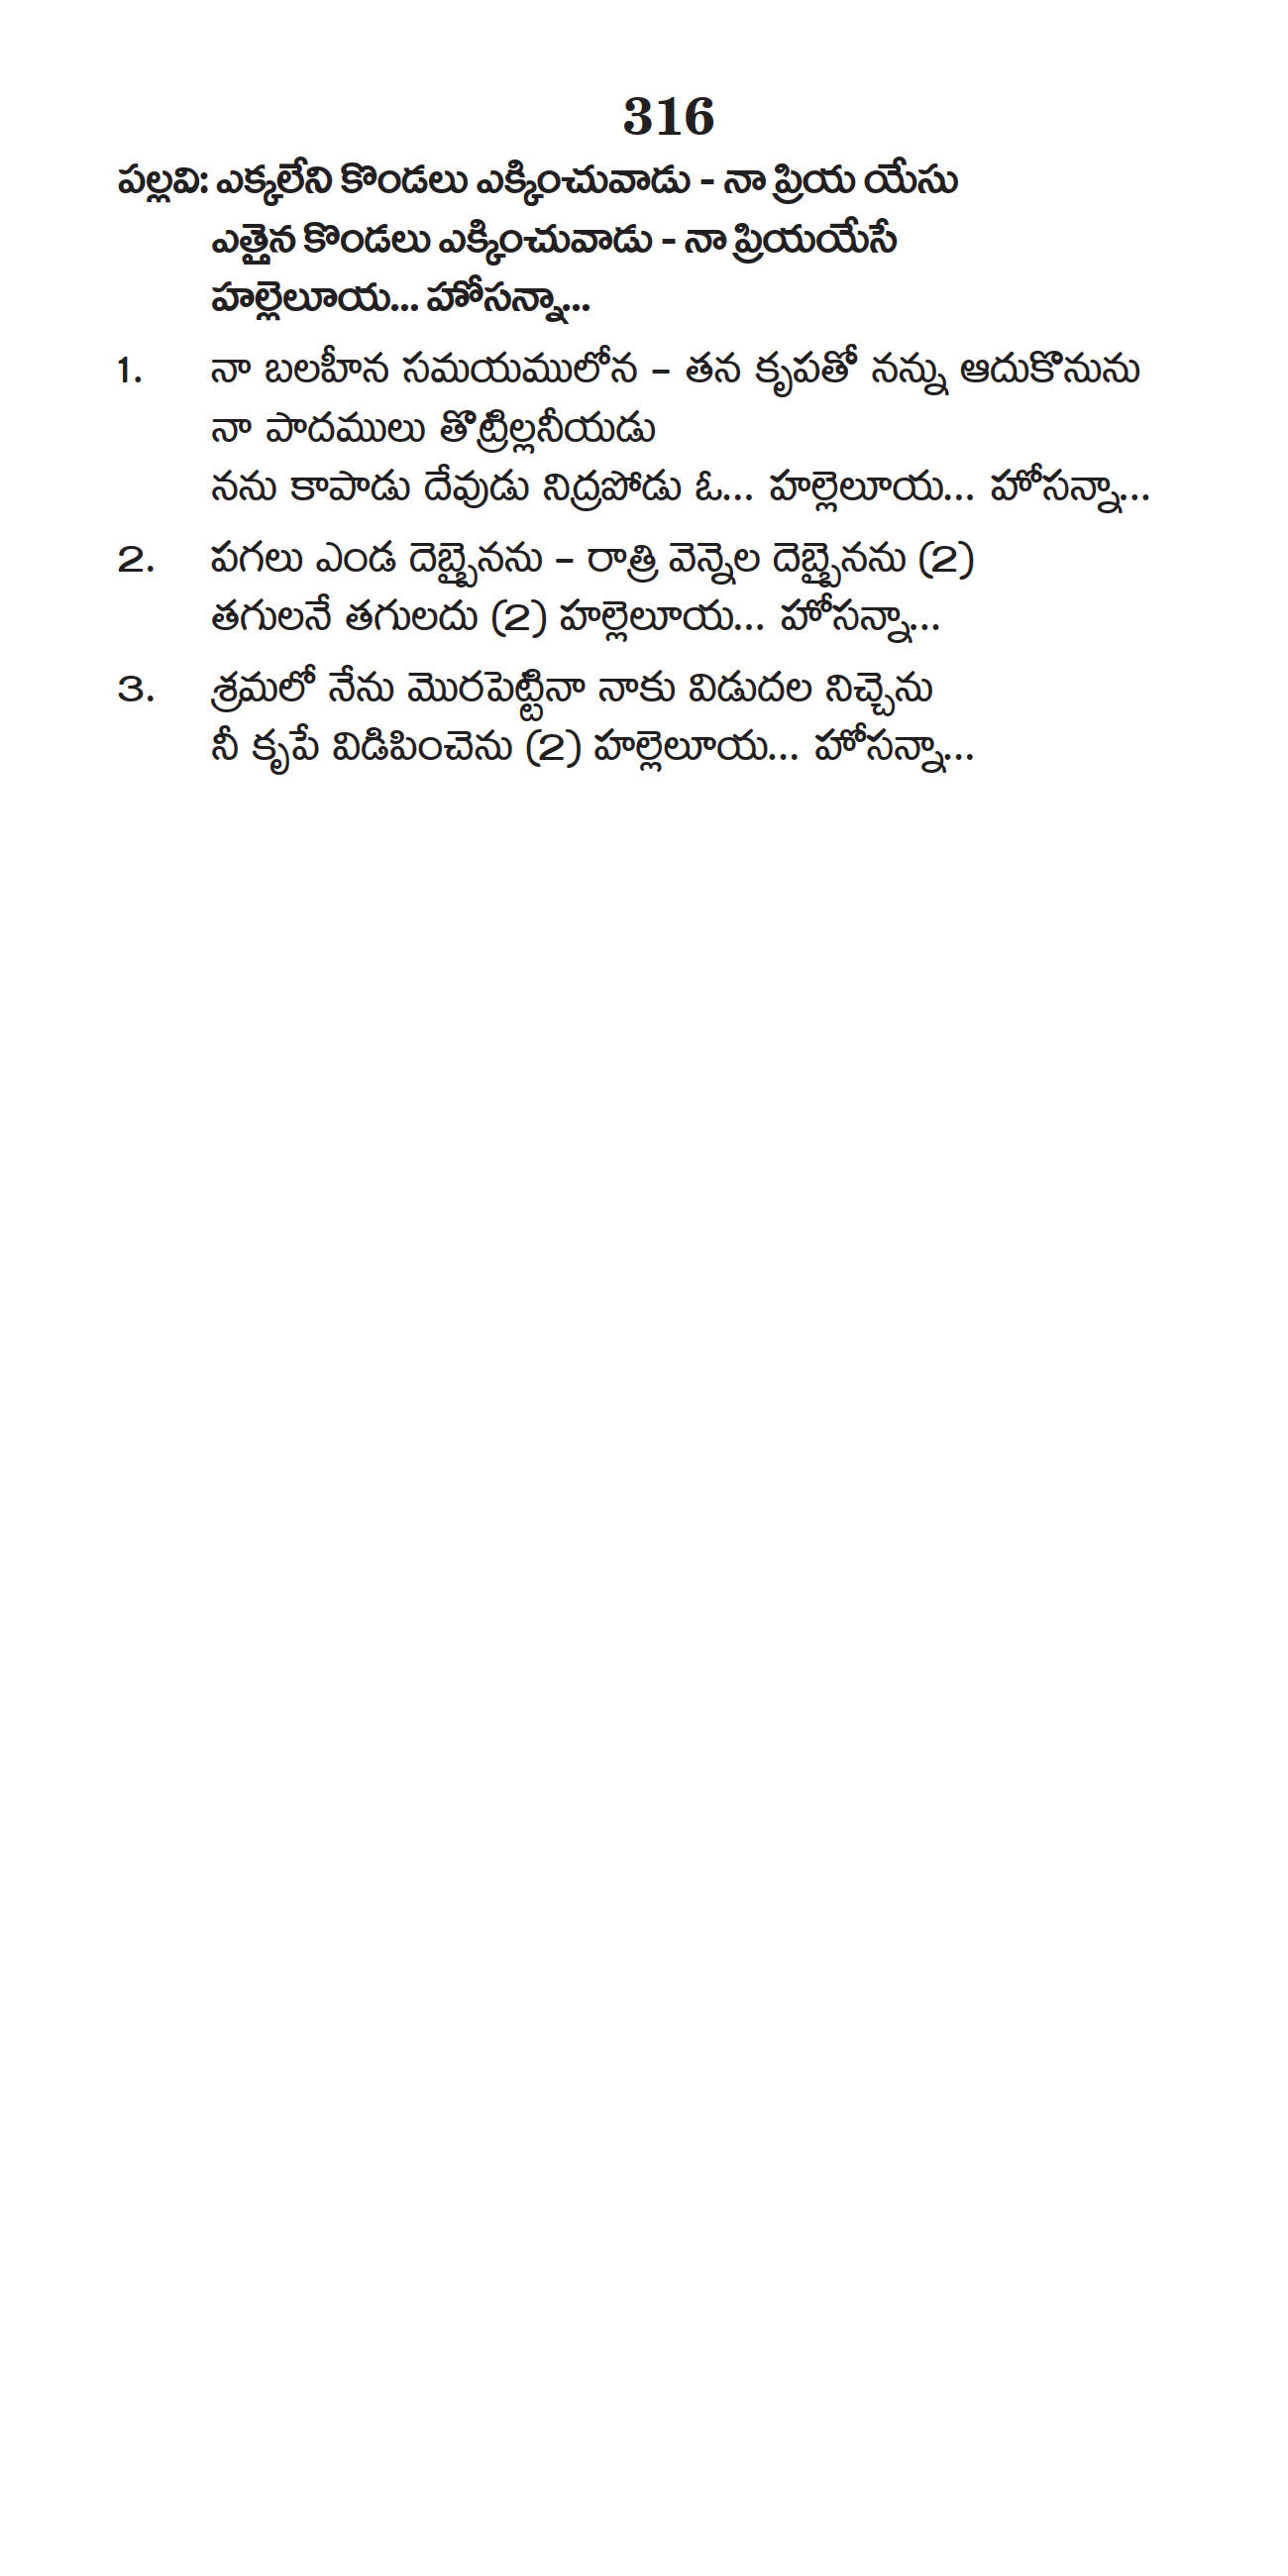 316
పల్లవి: ఎక్కలేని కొండలు ఎక్కించువాడు - నా ప్రియ యేసు
ఎత్తైన కొండలు ఎక్కించువాడు - నా ప్రియయేసే
హల్లెలూయ... హోసన్నా...
1. నా బలహీన సమయములోన – తన కృపతో నన్ను ఆదుకొనును
నా పాదములు తొట్రిల్లనీయడు
నను కాపాడు దేవుడు నిద్రపోడు ఓ... హల్లెలూయ... హోసన్నా...
2. పగలు ఎండ దెబ్బైనను – రాత్రి వెన్నెల దెబ్బైనను (2)
తగులనే తగులదు (2) హల్లెలూయ... హోసన్నా...
3. శ్రమలో నేను మొరపెట్టినా నాకు విడుదల నిచ్చెను
నీ కృపే విడిపించెను (2) హల్లెలూయ... హోసన్నా...